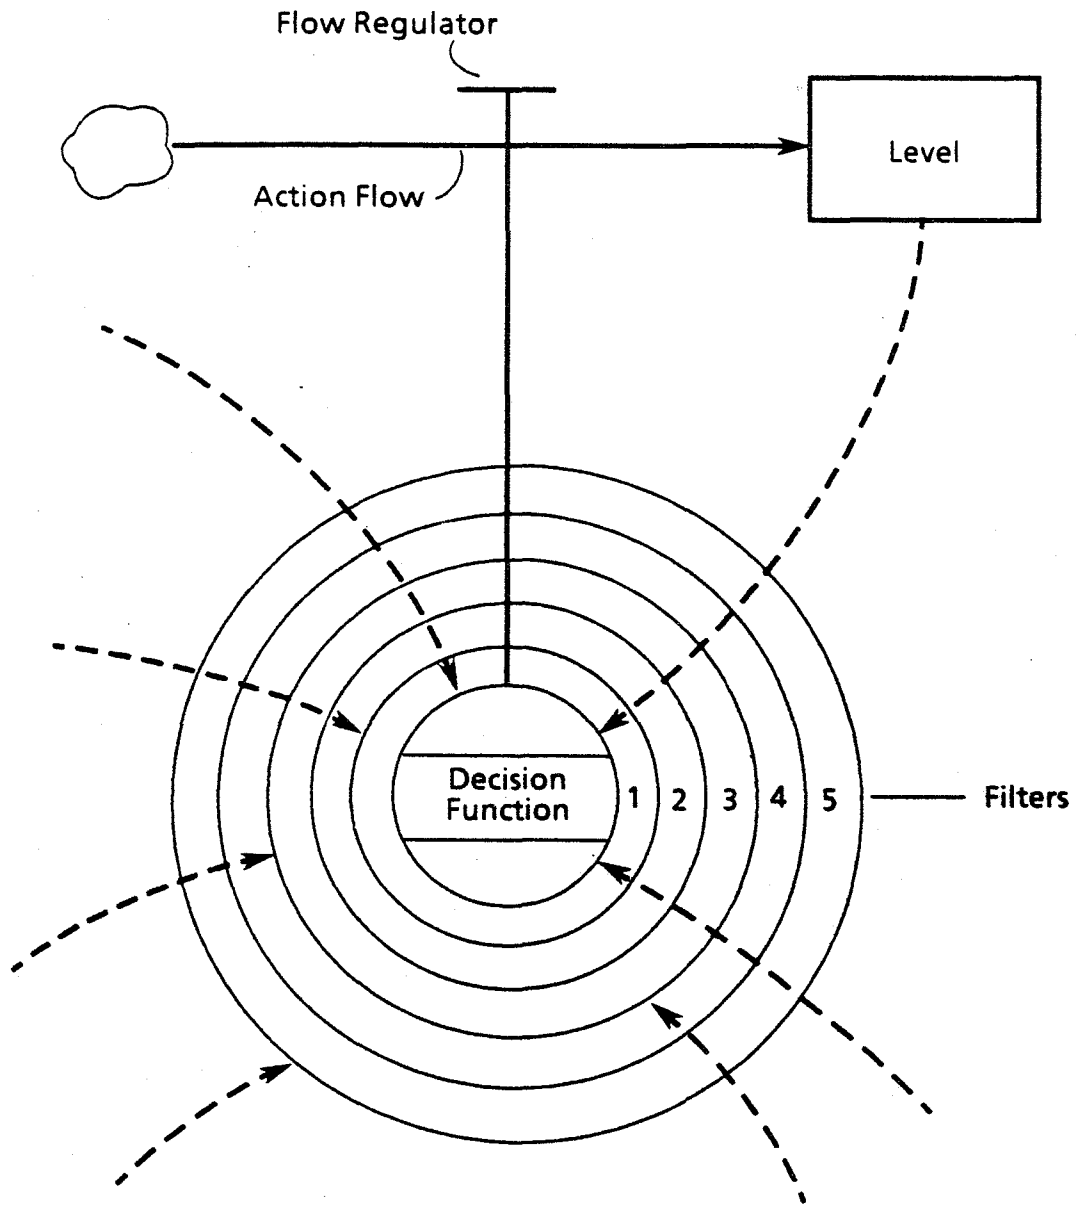 Flow Regulator
Level
Action Flow
Decision
Function
1 2 3 4 5
Filters